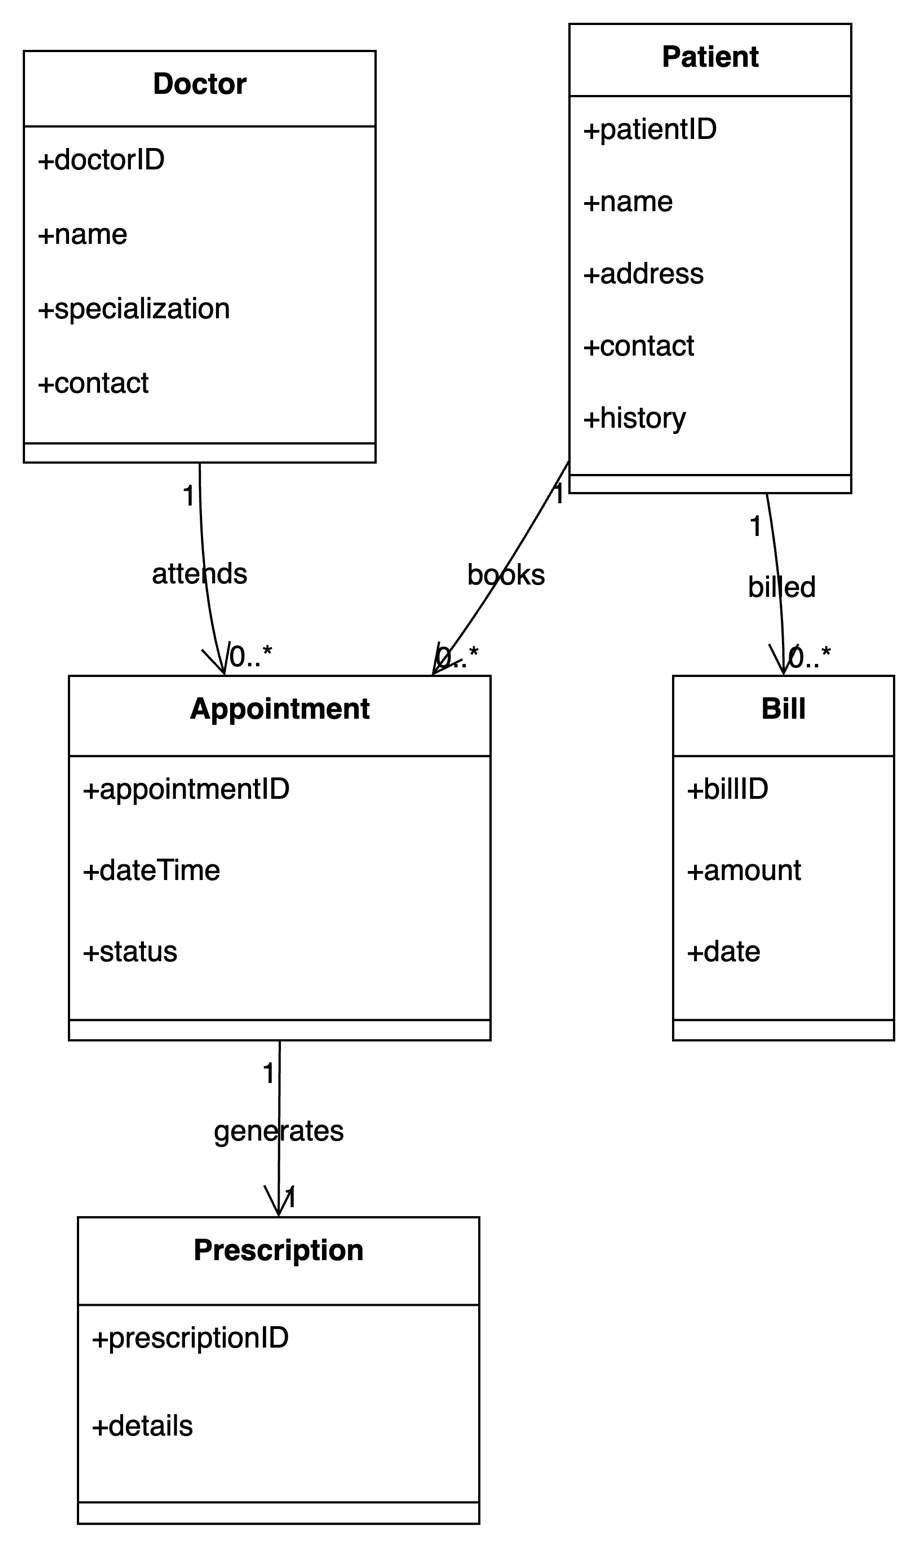 Doctor
+doctorID
+name
+specialization
+contact
Patient
+patientID
+name
+address
+contact
+history
1
attends
0..*
1
books
0..*
1
billed
0..*
Appointment
+appointmentID
+dateTime
+status
Bill
+billID
+amount
+date
1
generates
1
Prescription
+prescriptionID
+details